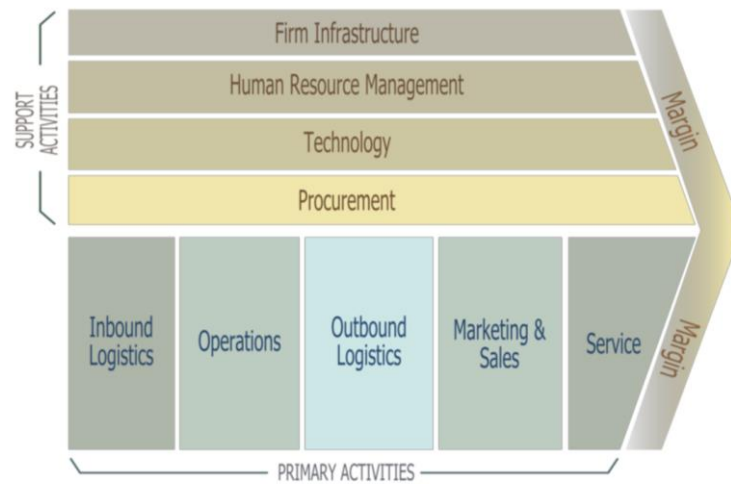 SUPPORT
ACTIVITIES
Firm Infrastructure
Human Resource Management
Technology
Procurement
Margin
Inbound
Logistics
Operations
Outbound
Logistics
Marketing &
Sales
Service
Margin
PRIMARY ACTIVITIES